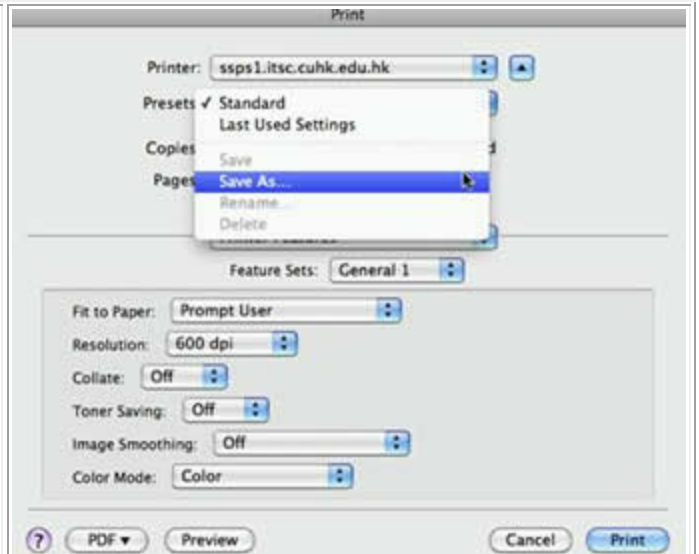 Print
Printer: ssps1.itsc.cuhk.edu.hk
Presets ✓ Standard
Last Used Settings
Copies
Save
Pages
Save As...
Rename...
Delete
Printer Features
Feature Sets: General 1
Fit to Paper: Prompt User
Resolution: 600 dpi
Collate: Off
Toner Saving: Off
Image Smoothing: Off
Color Mode: Color
? PDF▼ Preview Cancel Print